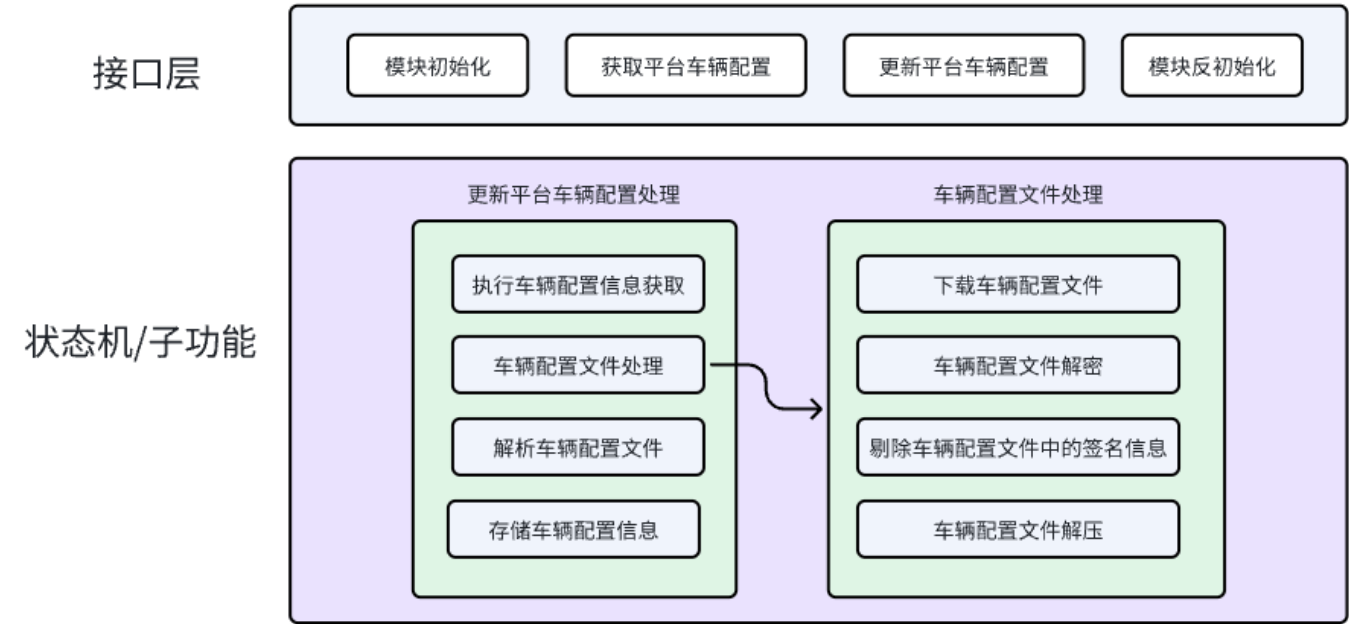 接口层
模块初始化
获取平台车辆配置
更新平台车辆配置
模块反初始化
状态机/子功能
更新平台车辆配置处理
执行车辆配置信息获取
车辆配置文件处理
解析车辆配置文件
存储车辆配置信息
车辆配置文件处理
下载车辆配置文件
车辆配置文件解密
剔除车辆配置文件中的签名信息
车辆配置文件解压